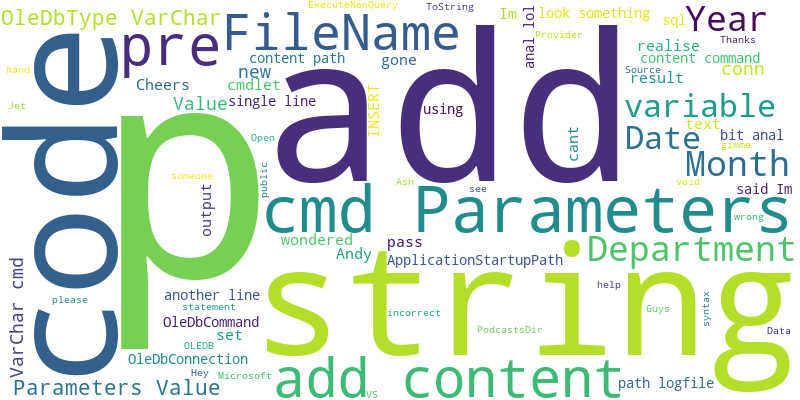 OleDbType VarChar
ExecuteNonQuery
ToString
code
pre
FileName
add
Im
anal lol
look something
sql
Year
Provider
Thanks
content path
gone
realise
content command
hand
new
Cheers
cmdlet
Source
result
conn
Jet
Value
single line
INSERT
using
variable
p
Open
cant
text
Date
bit anal
someone
public
output
Ash
see
Month
gimme
void
said Im
cmd Parameters
wrong
wondered
pass
Andy
ApplicationStartupPath
Department
VarChar cmd
string
please
another line
statement
OleDbCommand
set
incorrect
help
Guys
syntax
Data
PodcastsDir
OLEDB
OleDbConnection
Hey
Microsoft
Parameters Value
add content
VS
path logfile